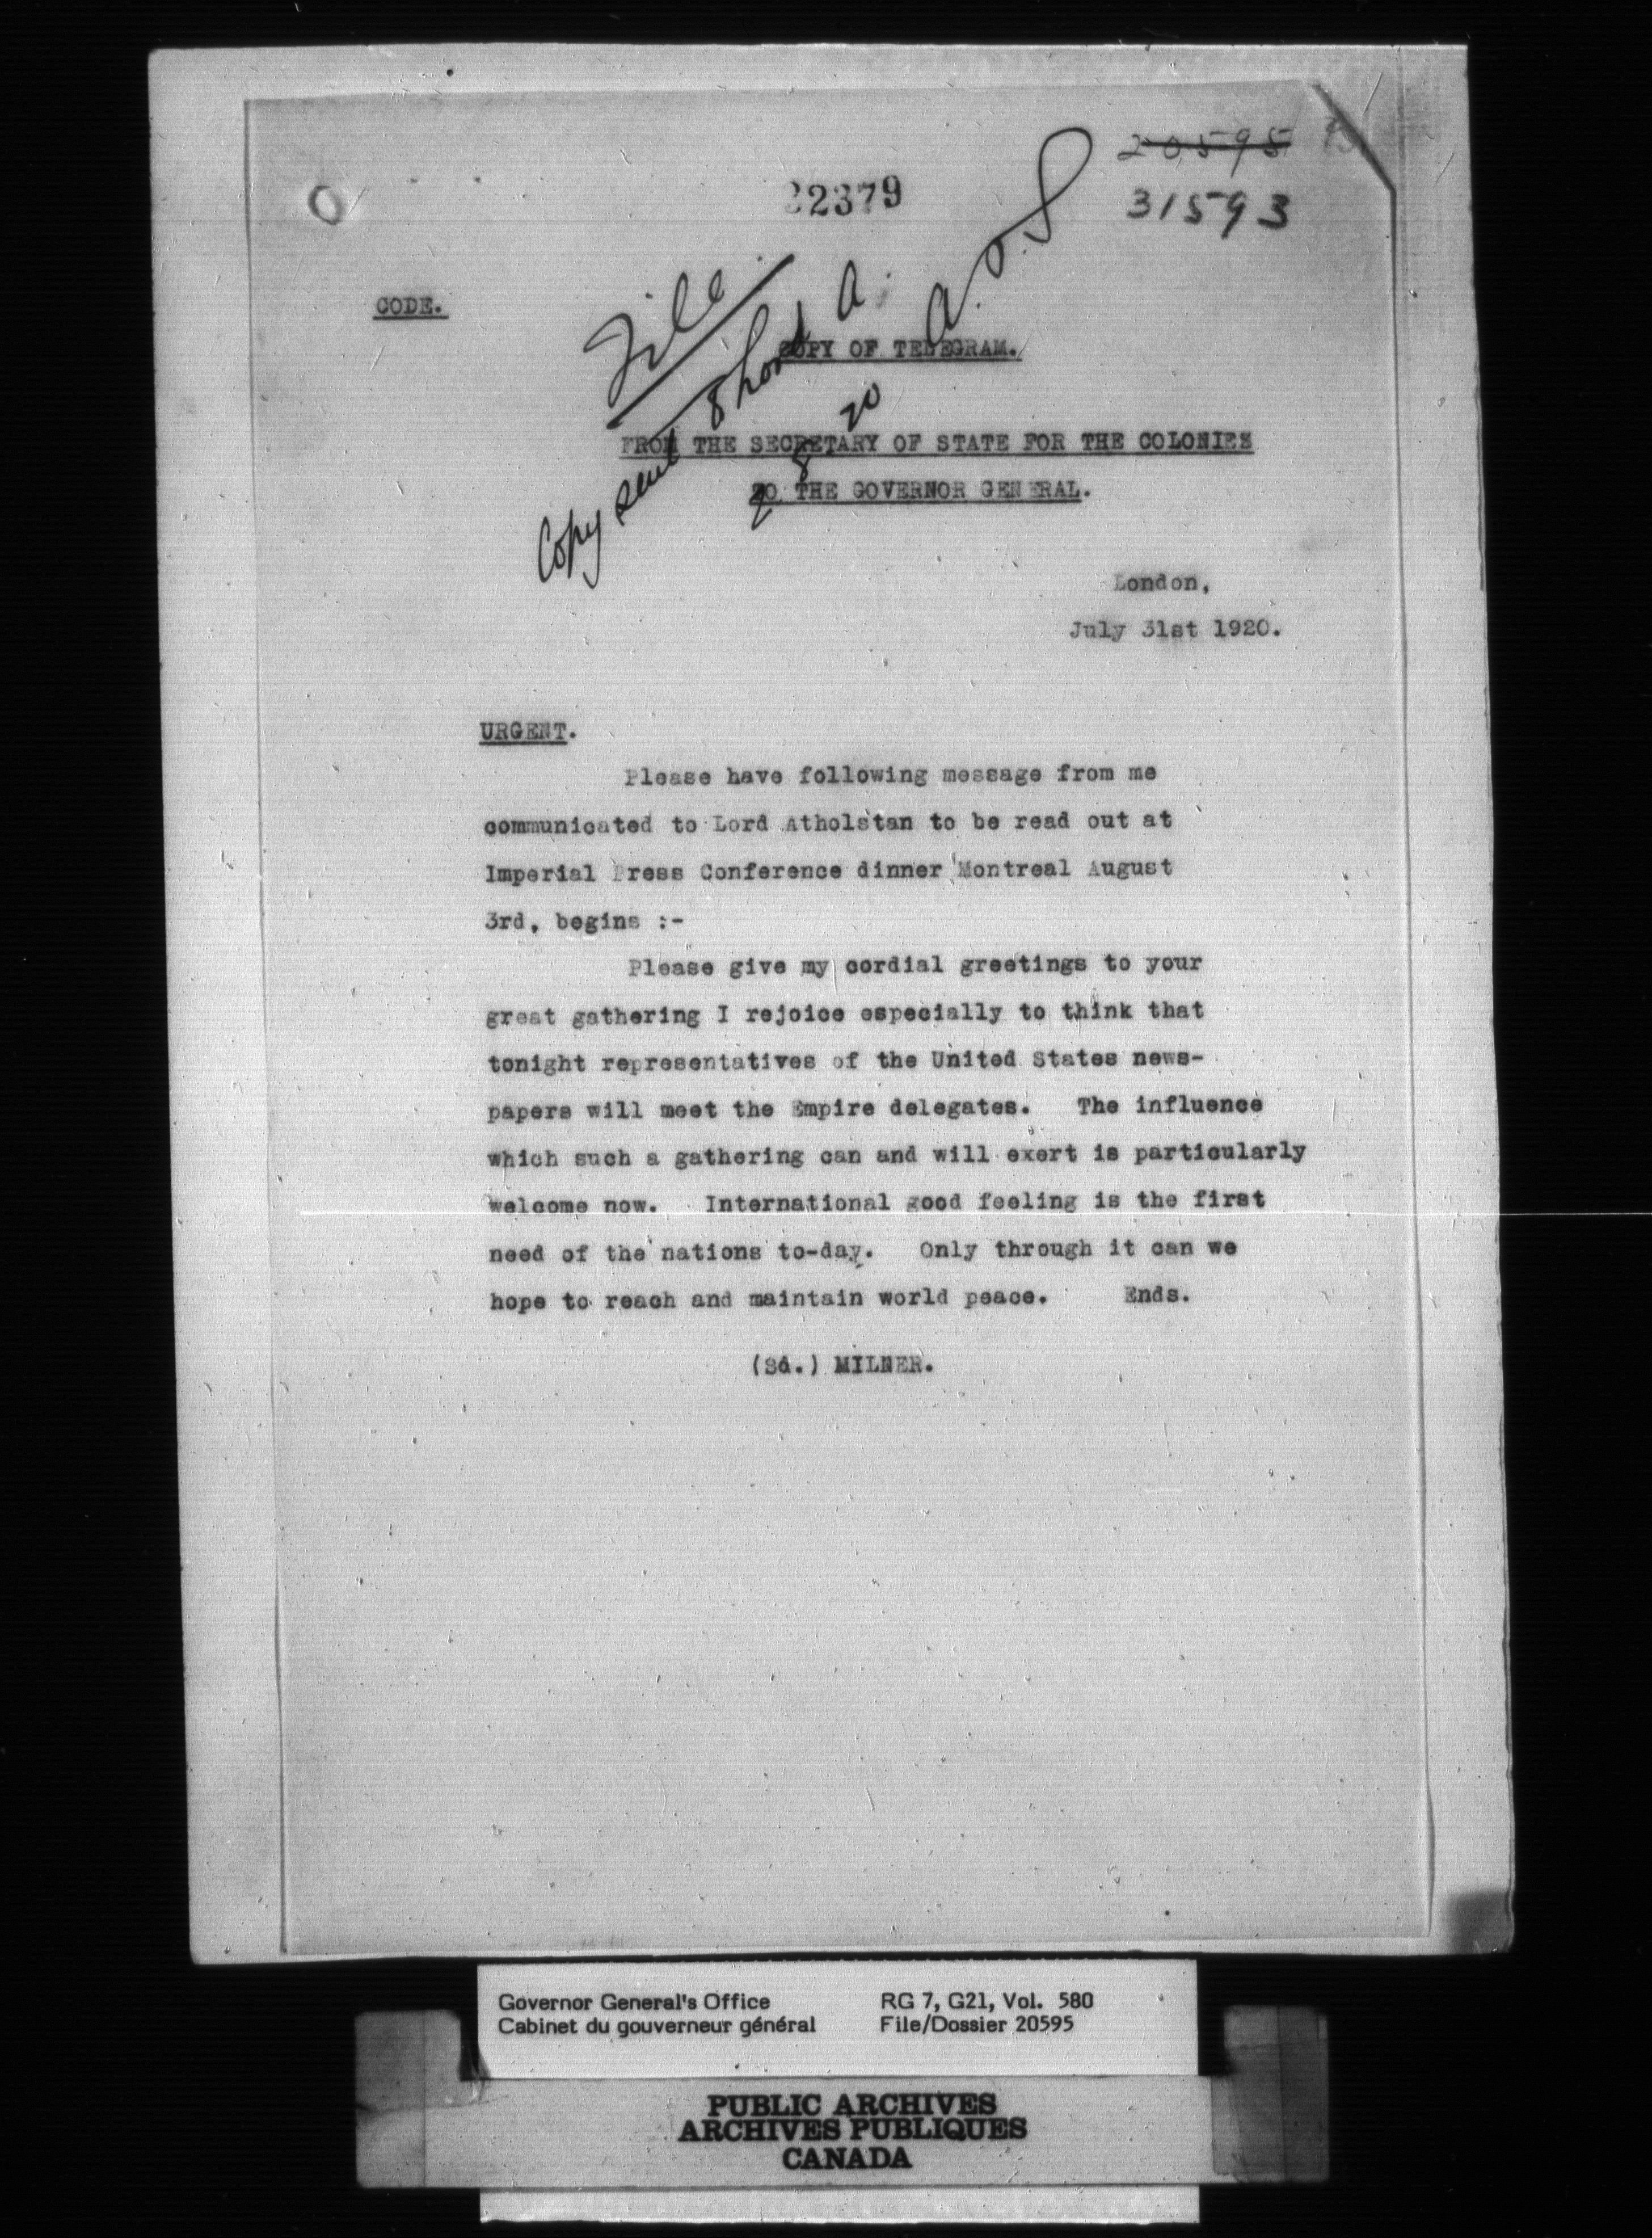 20595
32379
31593
CODE.
File.
COPY OF TELEGRAM.
Copy sent Lord A.
2 8 20
FROM THE SECRETARY OF STATE FOR THE COLONIES
TO THE GOVERNOR GENERAL.
London,
July 31st 1920.
URGENT.
Please have following message from me
communicated to Lord Atholstan to be read out at
Imperial Press Conference dinner Montreal August
3rd, begins :-
Please give my cordial greetings to your
great gathering I rejoice especially to think that
tonight representatives of the United States news-
papers will meet the Empire delegates. The influence
which such a gathering can and will exert is particularly
welcome now. International good feeling is the first
need of the nations to-day. Only through it can we
hope to reach and maintain world peace. Ends.
(Sd.) MILNER.
Governor General's Office RG 7, G21, Vol. 580
Cabinet du gouverneur général File/Dossier 20595
PUBLIC ARCHIVES
ARCHIVES PUBLIQUES
CANADA